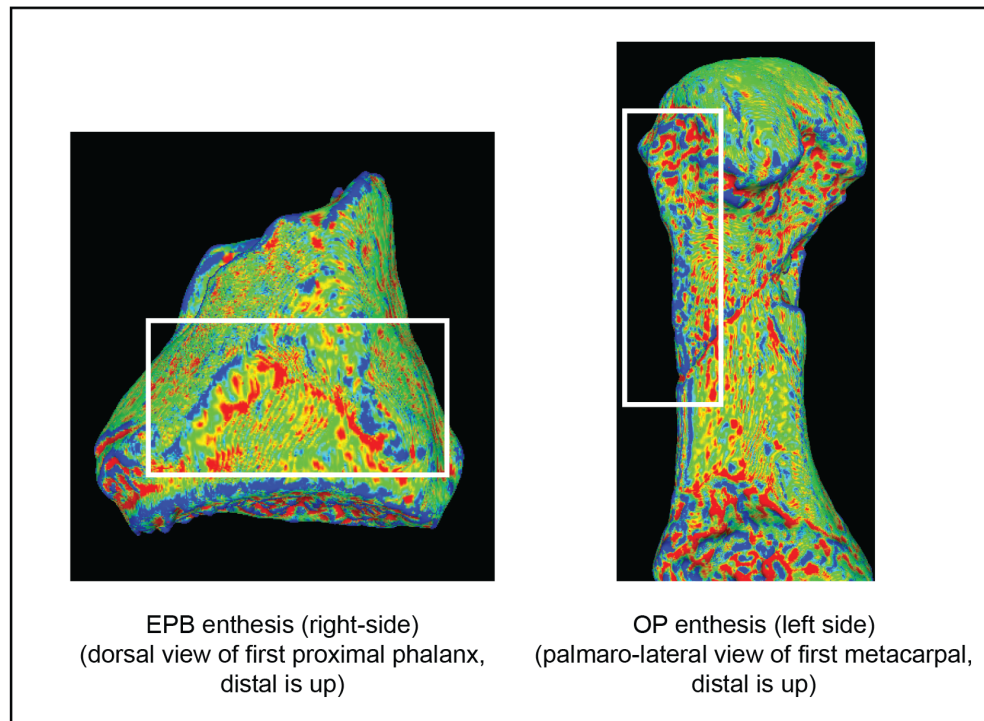 EPB enthesis (right-side)
(dorsal view of first proximal phalanx,
distal is up)
OP enthesis (left side)
(palmaro-lateral view of first metacarpal,
distal is up)